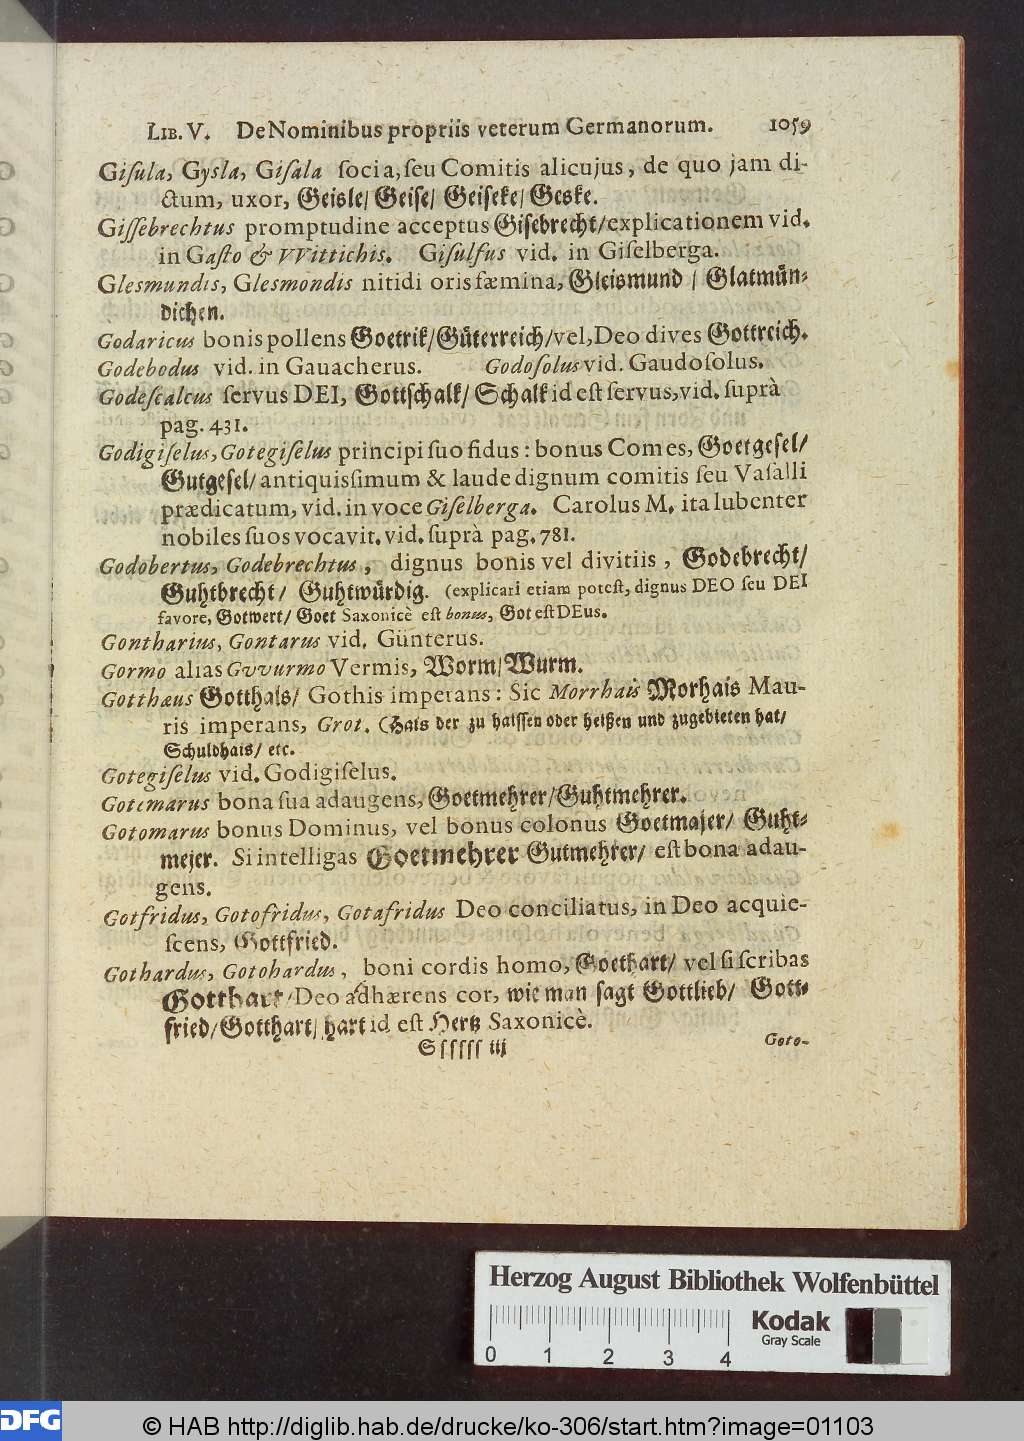 LIB. V. De Nominibus propriis veterum Germanorum. 1059
Giſula, Gyſla, Giſala ſocia, ſeu Comitis alicujus, de quo jam di-
ctum, uxor, Geisle/ Geiſe/ Geiſeke/ Geske.
Giſſebrechtus promptudine acceptus Giſebrecht/ explicationem vid.
in Gaſto & VVittichis. Giſulfus vid. in Giſelberga.
Glesmundis, Glesmondis nitidi oris fæmina, Gleismund / Glatmün-
dichen.
Godaricus bonis pollens Goetrik/ Güterreich/ vel, Deo dives Gottreich.
Godebodus vid. in Gauacherus. Godoſolus vid. Gaudoſolus.
Godeſcalcus ſervus DEI, Gottſchalk/ Schalk id eſt ſervus, vid. ſuprà
pag. 431.
Godigiſelus, Gotegiſelus principi ſuo fidus: bonus Comes, Goetgeſel/
Gutgeſel/ antiquisſimum & laude dignum comitis ſeu Vaſalli
prædicatum, vid. in voce Giſelberga. Carolus M. ita lubenter
nobiles ſuos vocavit. vid. ſuprà pag. 781.
Godobertus, Godebrechtus, dignus bonis vel divitiis, Godebrecht/
Guhtbrecht/ Guhtwürdig. (explicari etiam poteſt, dignus DEO ſeu DEI
favore, Gotwert/ Goet Saxonicè eſt bonus, Got eſt DEus.
Gontharius, Gontarus vid. Günterus.
Gormo alias Gvvurmo Vermis, Worm/ Wurm.
Gotthæus Gotthais/ Gothis imperans: Sic Morrhais Morhais Mau-
ris imperans, Grot. (Hais der zu haiſſen oder heißen und zugebieten hat/
Schuldhais/ etc.
Gotegiſelus vid. Godigiſelus.
Gotemarus bona ſua adaugens, Goetmehrer/ Guhtmehrer.
Gotomarus bonus Dominus, vel bonus colonus Goetmajer/ Guht-
mejer. Si intelligas Goetmehrer Gutmehrer/ eſt bona adau-
gens.
Gotfridus, Gotofridus, Gotafridus Deo conciliatus, in Deo acquie-
ſcens, Gottfried.
Gothardus, Gotohardus, boni cordis homo, Goethart/ vel ſi ſcribas
Gotthart/ Deo adhærens cor, wie man ſagt Gottlieb/ Gott-
fried/ Gotthart/ hart id eſt Hertz Saxonicè.
Sſſſſſ iij Goto-
Herzog August Bibliothek Wolfenbüttel
Kodak
Gray Scale
0 1 2 3 4
DFG © HAB http://diglib.hab.de/drucke/ko-306/start.htm?image=01103